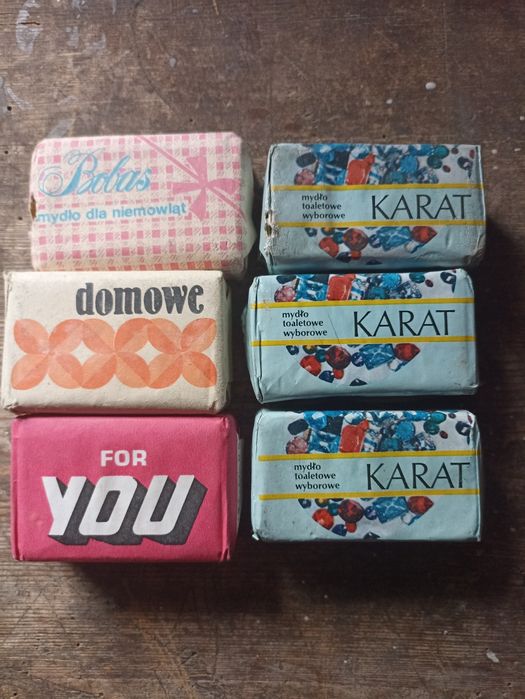 Bobas
mydło dla niemowląt
domowe
FOR
YOU
mydło
toaletowe
wyborowe
KARAT
mydło
toaletowe
wyborowe
KARAT
mydło
toaletowe
wyborowe
KARAT